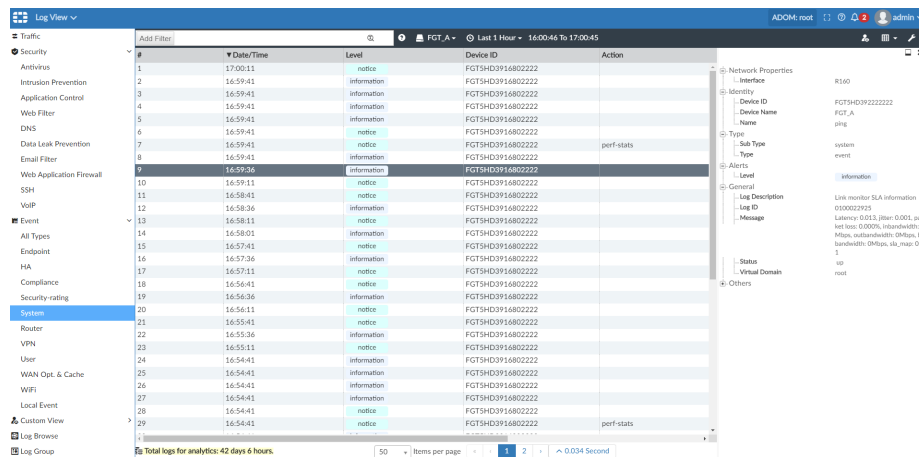 Log View
ADOM: root
2
admin
Traffic
Security
Antivirus
Intrusion Prevention
Application Control
Web Filter
DNS
Data Leak Prevention
Email Filter
Web Application Firewall
SSH
VoIP
Event
All Types
Endpoint
HA
Compliance
Security-rating
System
Router
VPN
User
WAN Opt. & Cache
WiFi
Local Event
Custom View
Log Browse
Log Group
Add Filter
FGT_A Last 1 Hour 16:00:46 To 17:00:45
# Date/Time Level Device ID Action
1 17:00:11 notice FGT5HD3916802222
2 16:59:41 information FGT5HD3916802222
3 16:59:41 information FGT5HD3916802222
4 16:59:41 information FGT5HD3916802222
5 16:59:41 information FGT5HD3916802222
6 16:59:41 notice FGT5HD3916802222
7 16:59:41 notice FGT5HD3916802222 perf-stats
8 16:59:41 information FGT5HD3916802222
9 16:59:36 information FGT5HD3916802222
10 16:59:11 notice FGT5HD3916802222
11 16:58:41 notice FGT5HD3916802222
12 16:58:36 information FGT5HD3916802222
13 16:58:11 notice FGT5HD3916802222
14 16:58:01 information FGT5HD3916802222
15 16:57:41 notice FGT5HD3916802222
16 16:57:36 information FGT5HD3916802222
17 16:57:11 notice FGT5HD3916802222
18 16:56:41 notice FGT5HD3916802222
19 16:56:36 information FGT5HD3916802222
20 16:56:11 notice FGT5HD3916802222
21 16:55:41 notice FGT5HD3916802222
22 16:55:36 information FGT5HD3916802222
23 16:55:11 notice FGT5HD3916802222
24 16:54:41 information FGT5HD3916802222
25 16:54:41 information FGT5HD3916802222
26 16:54:41 information FGT5HD3916802222
27 16:54:41 information FGT5HD3916802222
28 16:54:41 notice FGT5HD3916802222
29 16:54:41 notice FGT5HD3916802222 perf-stats
Total logs for analytics: 42 days 6 hours.
50 Items per page 1 2 0.034 Second
Network Properties
Interface R160
Identity
Device ID FGT5HD392222222
Device Name FGT_A
Name ping
Type
Sub Type system
Type event
Alerts
Level information
General
Log Description Link monitor SLA information
Log ID 0100022925
Message Latency: 0.013, jitter: 0.001,
ket loss: 0.000%, inbandwidth:
Mbps, outbandwidth: 0Mbps,
bandwidth: 0Mbps, sla_map: 0
1
Status up
Virtual Domain root
Others